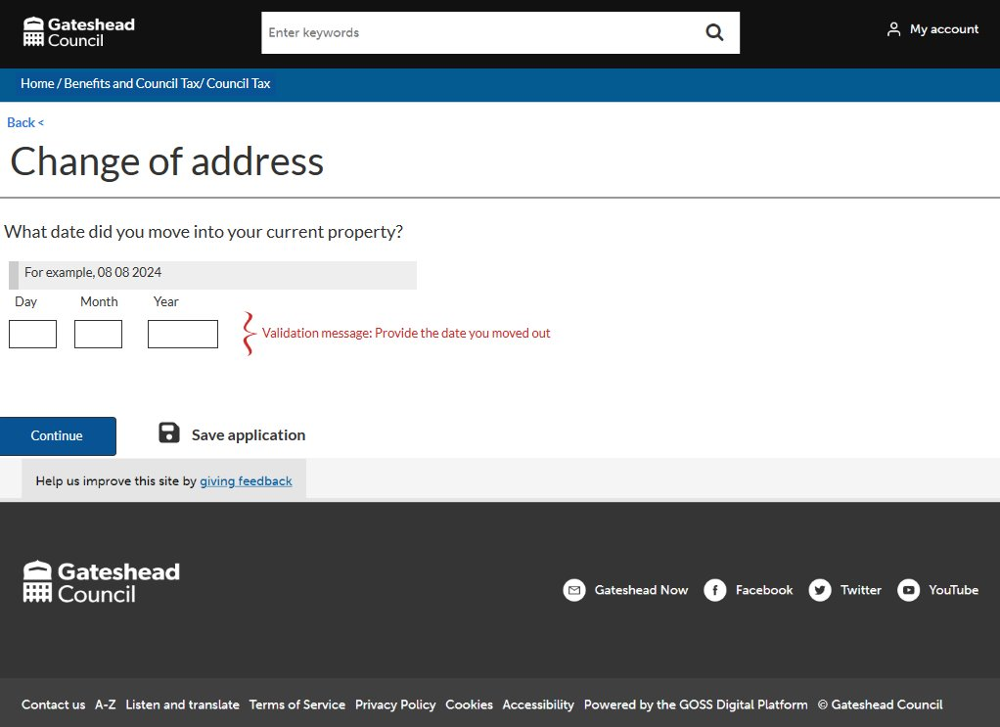 Gateshead
Council
Enter keywords
My account
Home / Benefits and Council Tax/ Council Tax
Back <
Change of address
What date did you move into your current property?
For example, 08 08 2024
Day Month Year
Validation message: Provide the date you moved out
Continue
Save application
Help us improve this site by giving feedback
Gateshead
Council
Gateshead Now Facebook Twitter YouTube
Contact us A-Z Listen and translate Terms of Service Privacy Policy Cookies Accessibility Powered by the GOSS Digital Platform © Gateshead Council